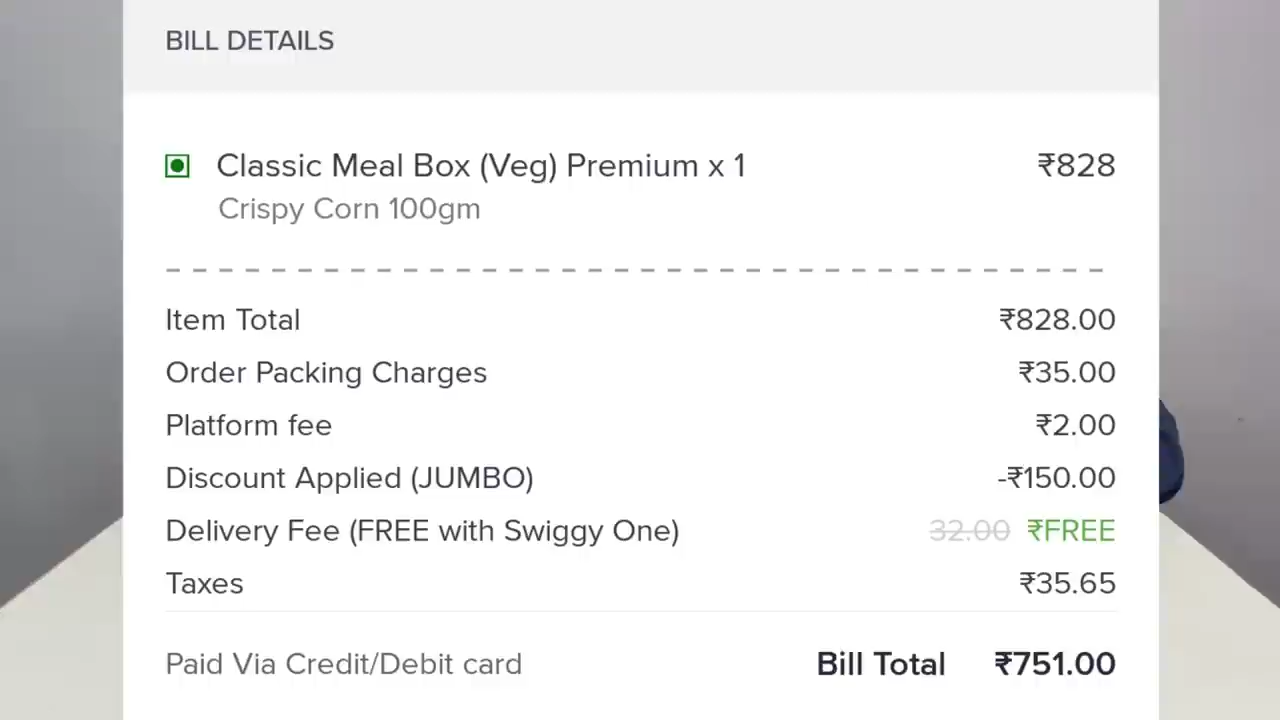 BILL DETAILS
Classic Meal Box (Veg) Premium x 1 ₹828
Crispy Corn 100gm
Item Total ₹828.00
Order Packing Charges ₹35.00
Platform fee ₹2.00
Discount Applied (JUMBO) -₹150.00
Delivery Fee (FREE with Swiggy One) 32.00 ₹FREE
Taxes ₹35.65
Paid Via Credit/Debit card Bill Total ₹751.00